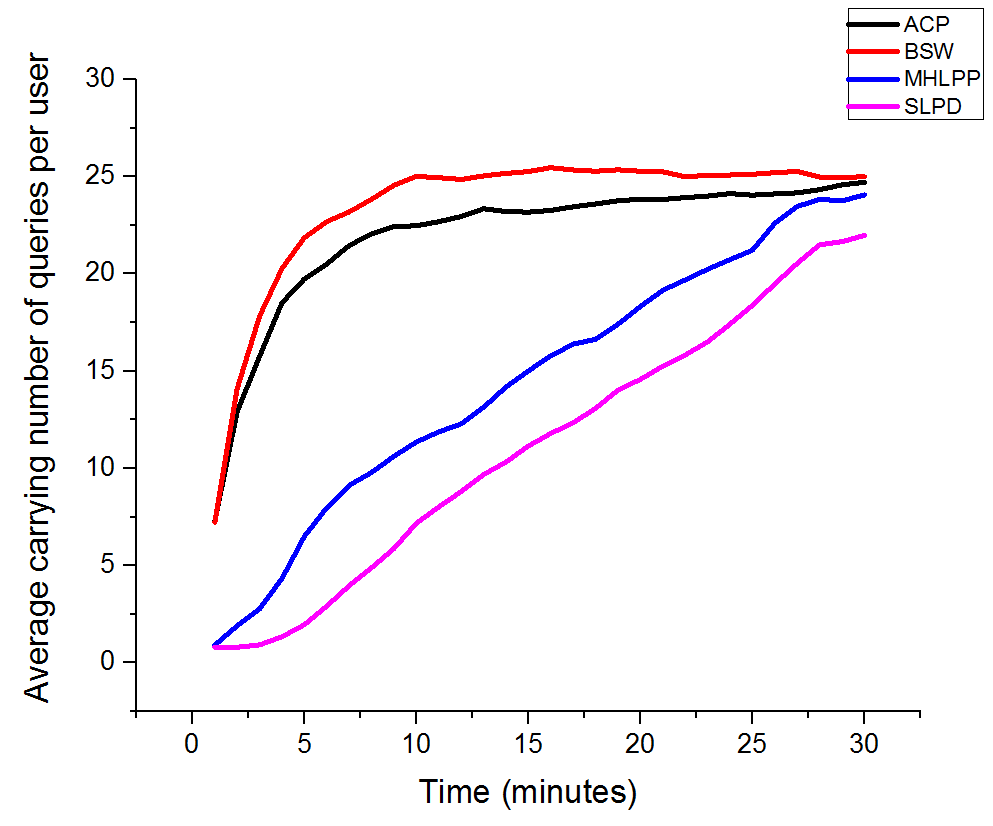 ACP
BSW
MHLPP
SLPD
Average carrying number of queries per user
30
25
20
15
10
5
0
0 5 10 15 20 25 30
Time (minutes)